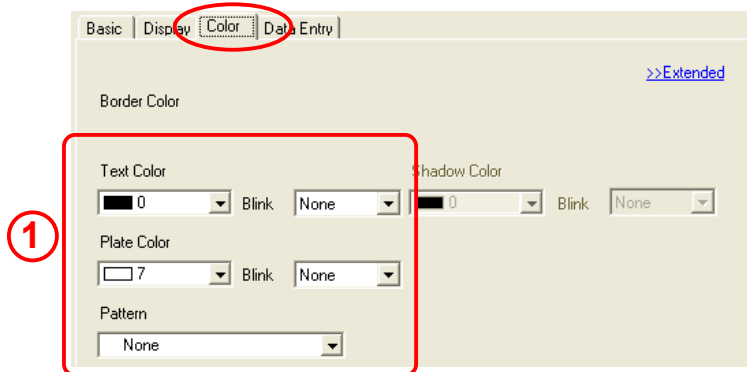 Basic Display Color Data Entry
>>Extended
Border Color
Text Color Shadow Color
0 Blink None 0 Blink None
1
Plate Color
7 Blink None
Pattern
None